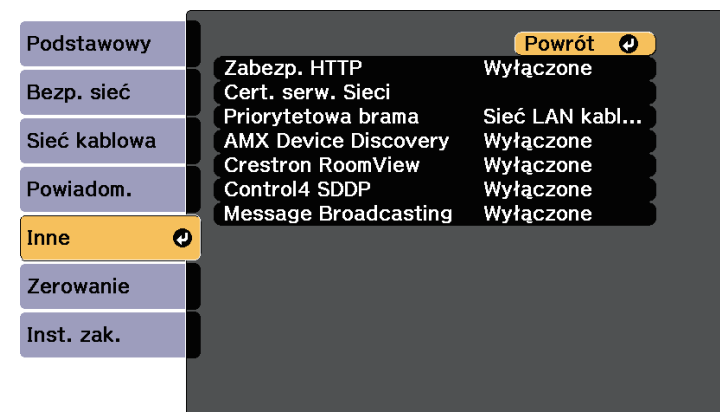 Podstawowy
Bezp. sieć
Sieć kablowa
Powiadom.
Inne
Zerowanie
Inst. zak.
Powrót
Zabezp. HTTP Wyłączone
Cert. serw. Sieci
Priorytetowa brama Sieć LAN kabl...
AMX Device Discovery Wyłączone
Crestron RoomView Wyłączone
Control4 SDDP Wyłączone
Message Broadcasting Wyłączone